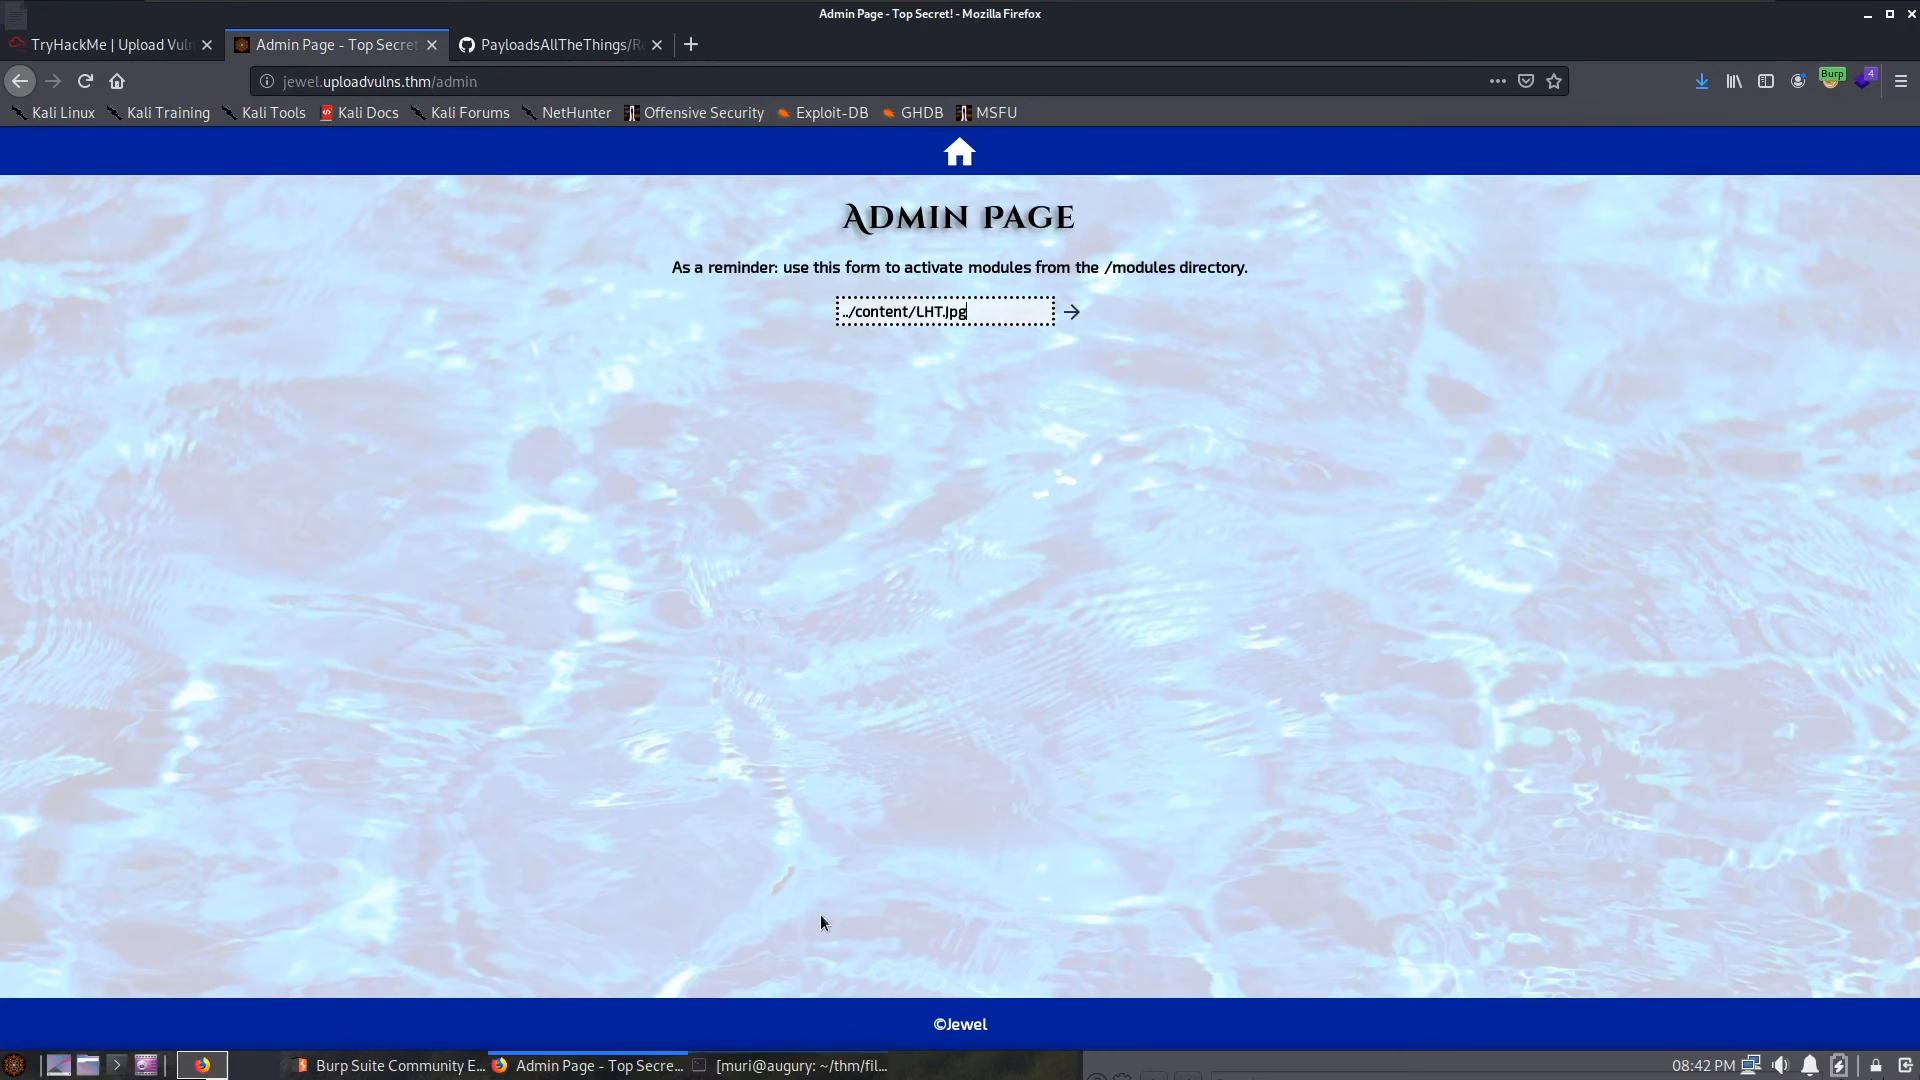 Admin Page - Top Secret! - Mozilla Firefox
TryHackMe | Upload Vuln
Admin Page - Top Secret
PayloadsAllTheThings/Re
jewel.uploadvulns.thm/admin
Burp
4
Kali Linux
Kali Training
Kali Tools
Kali Docs
Kali Forums
NetHunter
Offensive Security
Exploit-DB
GHDB
MSFU
Admin Page
As a reminder: use this form to activate modules from the /modules directory.
../content/LHT.jpg
©Jewel
Burp Suite Community E...
Admin Page - Top Secre...
[muri@augury: ~/thm/fil...
08:42 PM